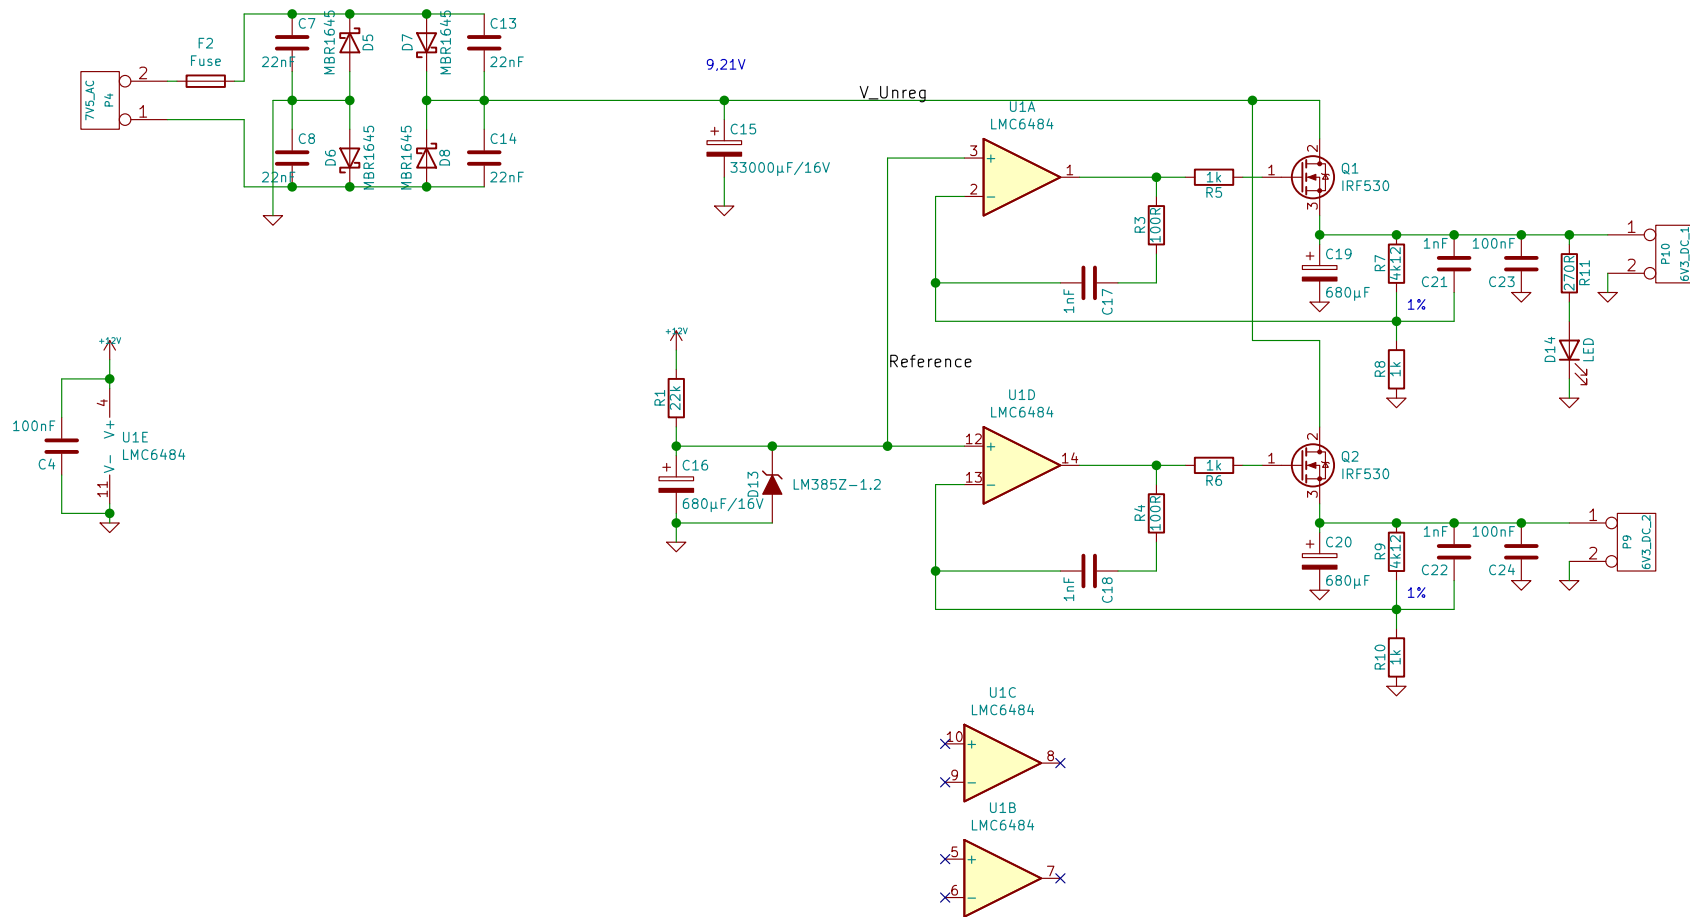 F2
Fuse
7V5_AC
P4
2
1
C7
22nF
MBR1645
D5
D7
MBR1645
C13
22nF
C8
22nF
D6
MBR1645
MBR1645
D8
C14
22nF
9,21V
V_Unreg
C15
33000µF/16V
U1A
LMC6484
3
2
1
R3
100R
1k
R5
1nF
C17
1
2
3
Q1
IRF530
C19
680µF
R7
4k12
1%
1nF
C21
100nF
C23
270R
R11
1
2
P10
6V3_DC_1
R8
1k
D14
LED
+12V
100nF
C4
4
V+
V-
11
U1E
LMC6484
+12V
R1
22k
C16
680µF/16V
D13
LM385Z-1.2
Reference
U1D
LMC6484
12
13
14
R4
100R
1k
R6
1nF
C18
1
2
3
Q2
IRF530
C20
680µF
R9
4k12
1%
1nF
C22
100nF
C24
1
2
P9
6V3_DC_2
R10
1k
U1C
LMC6484
10
9
8
U1B
LMC6484
5
6
7